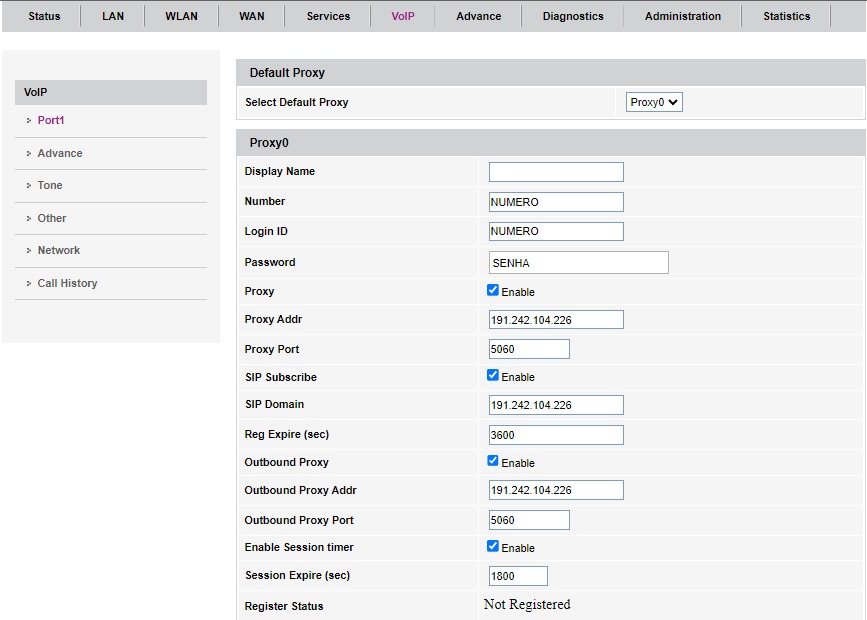 Status LAN WLAN WAN Services VoIP Advance Diagnostics Administration Statistics
VoIP
Port1
Advance
Tone
Other
Network
Call History
Default Proxy
Select Default Proxy Proxy0
Proxy0
Display Name
Number NUMERO
Login ID NUMERO
Password SENHA
Proxy Enable
Proxy Addr 191.242.104.226
Proxy Port 5060
SIP Subscribe Enable
SIP Domain 191.242.104.226
Reg Expire (sec) 3600
Outbound Proxy Enable
Outbound Proxy Addr 191.242.104.226
Outbound Proxy Port 5060
Enable Session timer Enable
Session Expire (sec) 1800
Register Status Not Registered